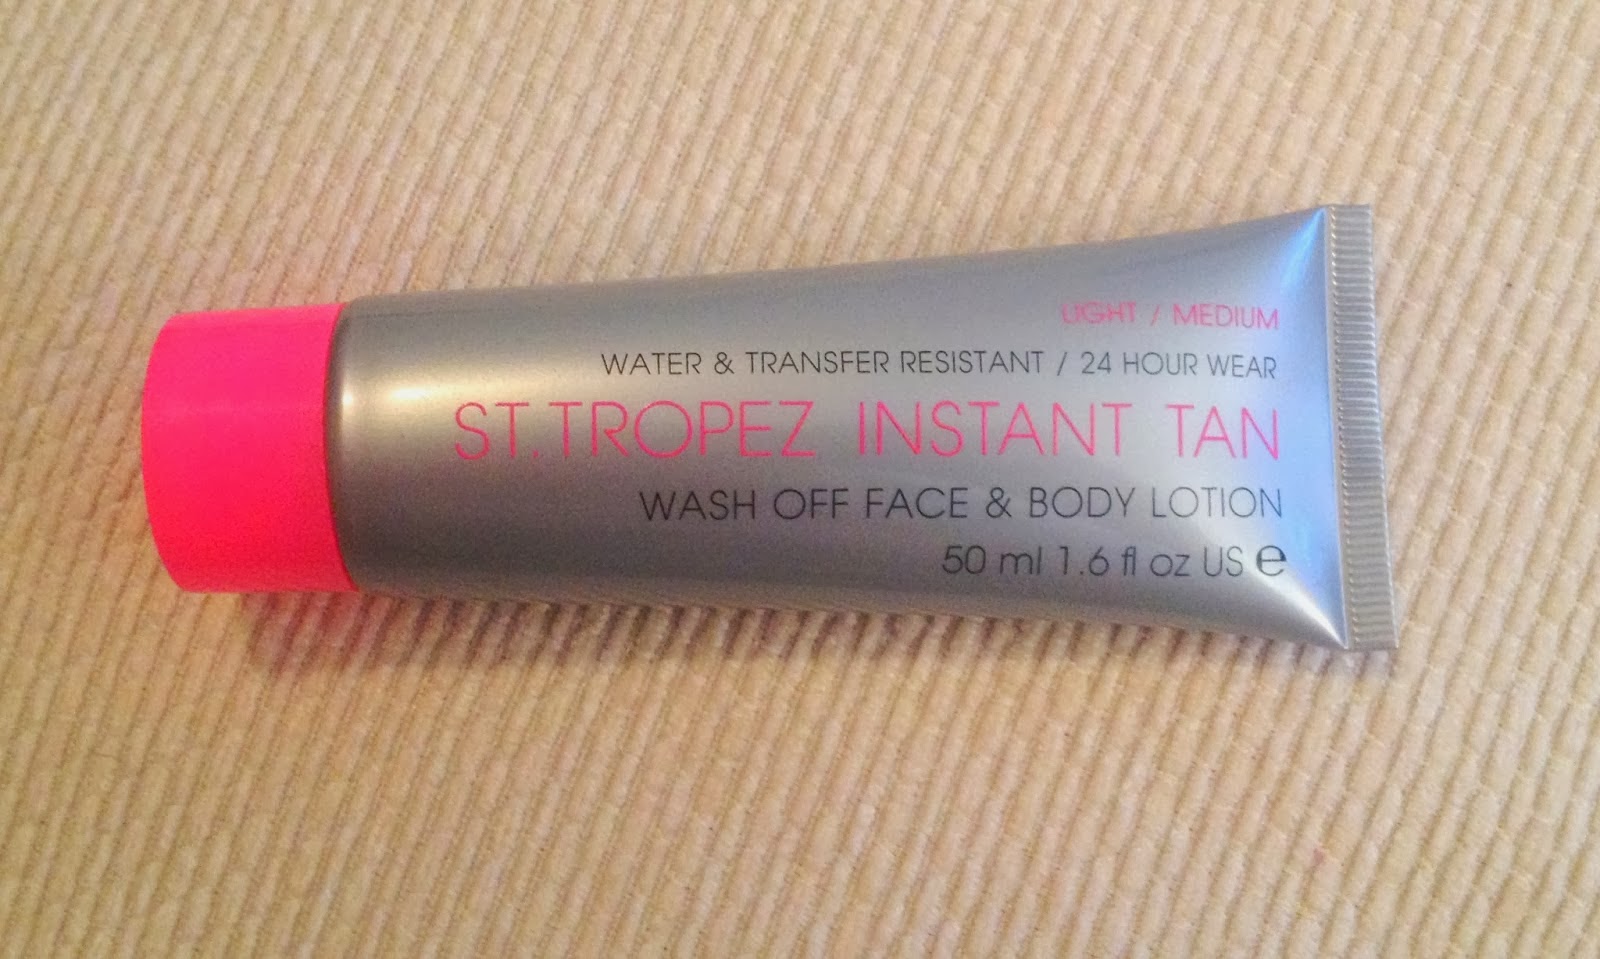 LIGHT / MEDIUM
WATER & TRANSFER RESISTANT / 24 HOUR WEAR
ST.TROPEZ INSTANT TAN
WASH OFF FACE & BODY LOTION
50 ml 1.6 fl oz US ℮